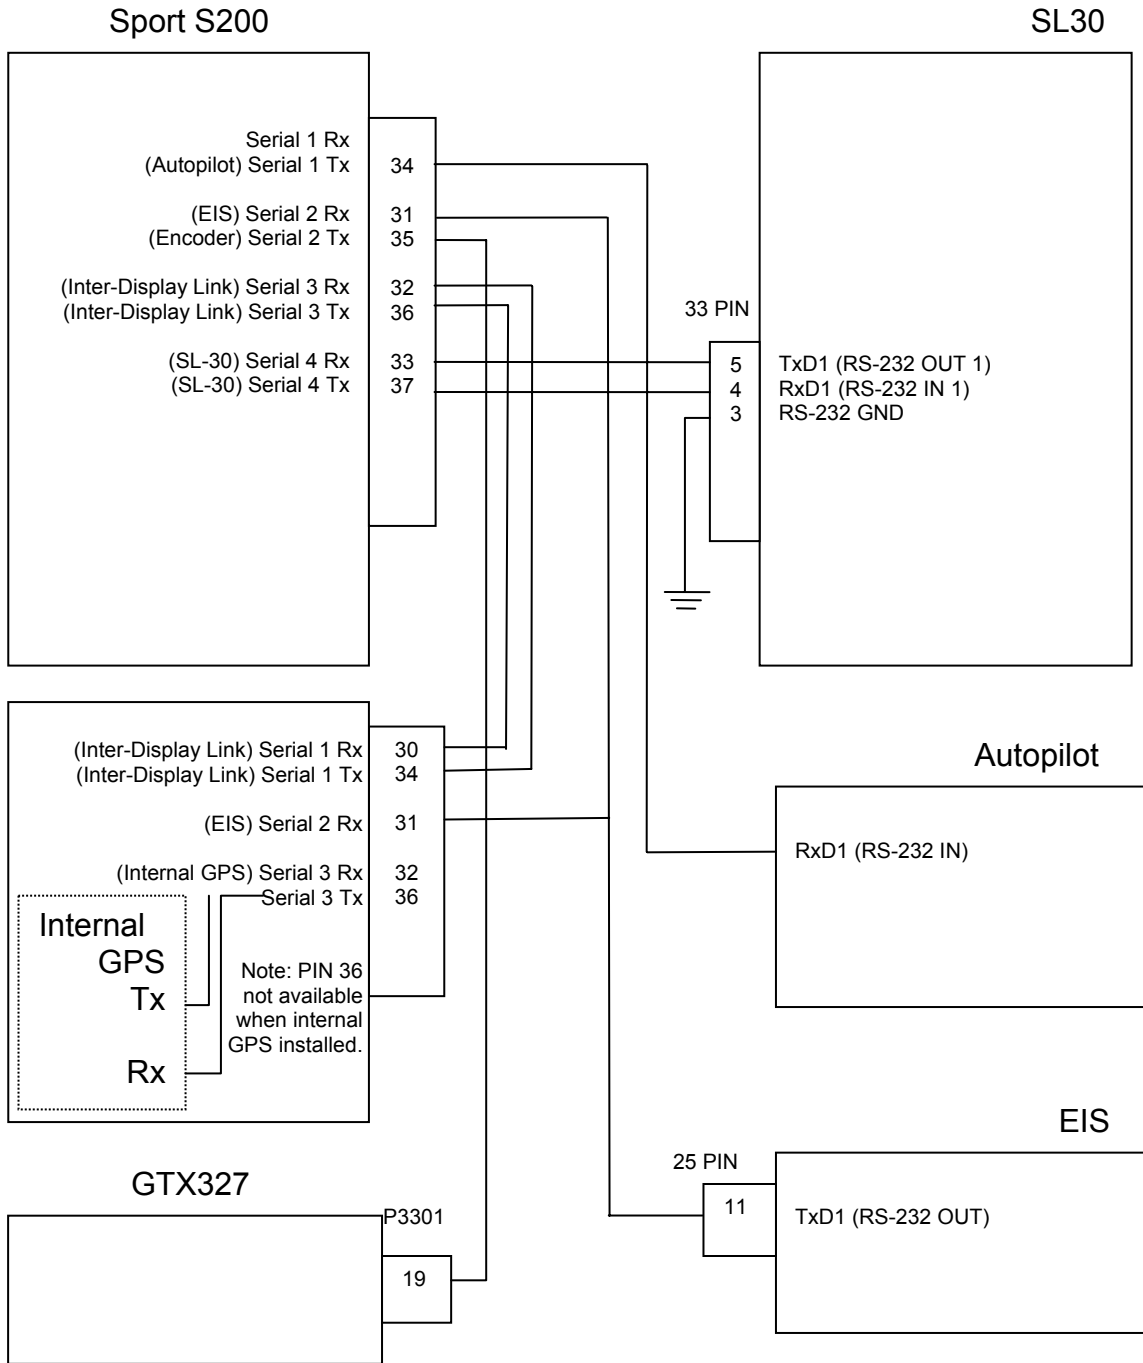 Sport S200
SL30
Serial 1 Rx
(Autopilot) Serial 1 Tx 34
(EIS) Serial 2 Rx 31
(Encoder) Serial 2 Tx 35
(Inter-Display Link) Serial 3 Rx 32
(Inter-Display Link) Serial 3 Tx 36
(SL-30) Serial 4 Rx 33
(SL-30) Serial 4 Tx 37
33 PIN
5 TxD1 (RS-232 OUT 1)
4 RxD1 (RS-232 IN 1)
3 RS-232 GND
(Inter-Display Link) Serial 1 Rx 30
(Inter-Display Link) Serial 1 Tx 34
(EIS) Serial 2 Rx 31
(Internal GPS) Serial 3 Rx 32
Serial 3 Tx 36
Internal
GPS
Tx
Rx
Note: PIN 36
not available
when internal
GPS installed.
Autopilot
RxD1 (RS-232 IN)
EIS
25 PIN
11 TxD1 (RS-232 OUT)
GTX327
P3301
19